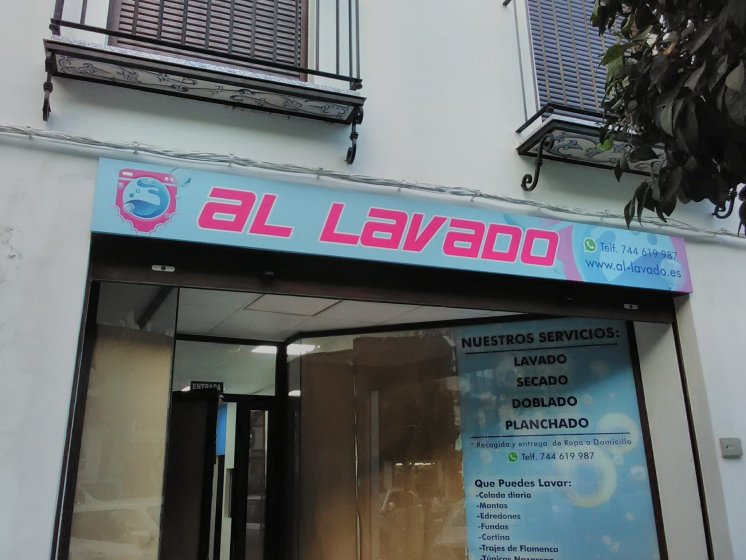 AL LAVADO
Telf. 744 619 987
www.al-lavado.es
ENTRADA
NUESTROS SERVICIOS:
LAVADO
SECADO
DOBLADO
PLANCHADO
* Recogida y entrega de Ropa a Domicilio
Telf. 744 619 987
Que Puedes Lavar:
-Colada diaria
-Mantas
-Edredones
-Fundas
-Cortina
-Trajes de Flamenca
-Túnicas Nazareno